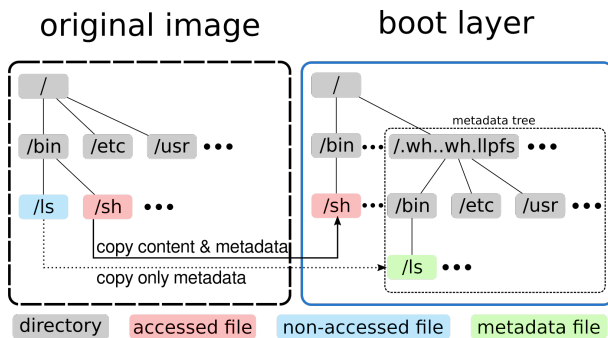 original image
boot layer
/
/
metadata tree
/bin /etc /usr •••
/bin ••• /.wh..wh.llpfs •••
/ls /sh •••
/sh ••• /bin /etc /usr •••
copy content & metadata
copy only metadata
/ls •••
directory accessed file non-accessed file metadata file